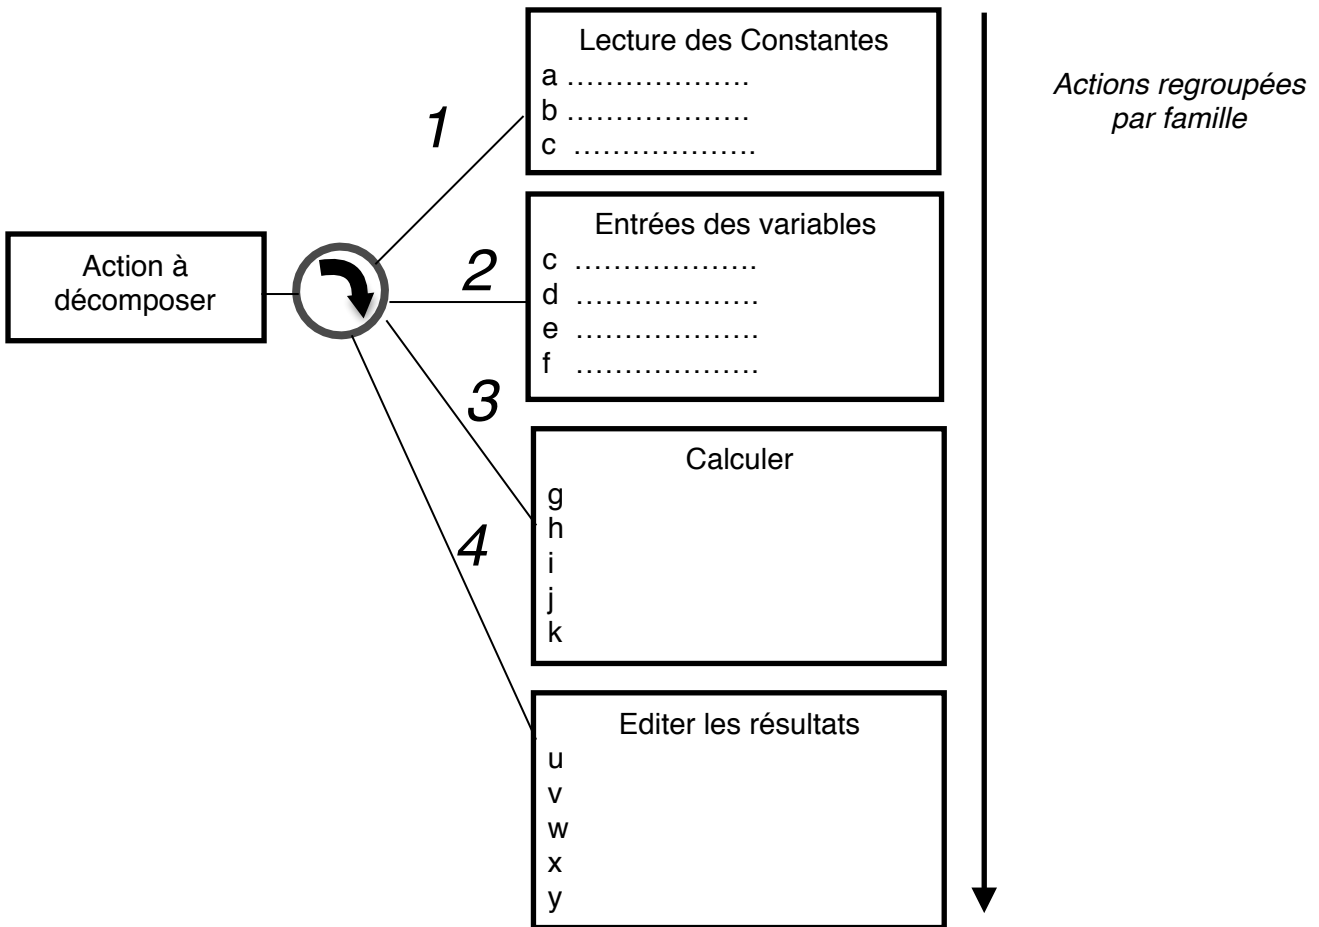 Lecture des Constantes
a ……………….
b ……………….
c ……………….
Actions regroupées
par famille
1
Entrées des variables
c ……………….
d ……………….
e ……………….
f ……………….
Action à
décomposer
2
3
Calculer
g
h
i
j
k
4
Editer les résultats
u
v
w
x
y